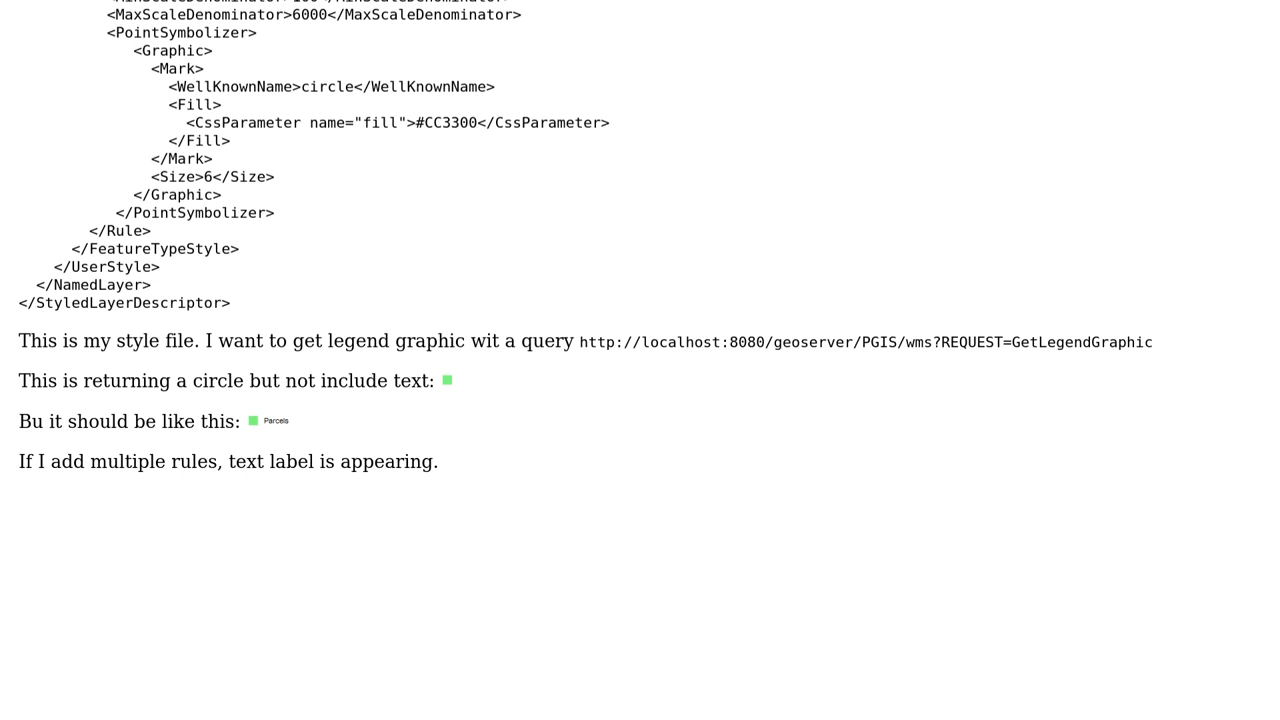 <MaxScaleDenominator>6000</MaxScaleDenominator>
<PointSymbolizer>
<Graphic>
<Mark>
<WellKnownName>circle</WellKnownName>
<Fill>
<CssParameter name="fill">#CC3300</CssParameter>
</Fill>
</Mark>
<Size>6</Size>
</Graphic>
</PointSymbolizer>
</Rule>
</FeatureTypeStyle>
</UserStyle>
</NamedLayer>
</StyledLayerDescriptor>
This is my style file. I want to get legend graphic wit a query http://localhost:8080/geoserver/PGIS/wms?REQUEST=GetLegendGraphic
This is returning a circle but not include text:
Bu it should be like this: Parcels
If I add multiple rules, text label is appearing.